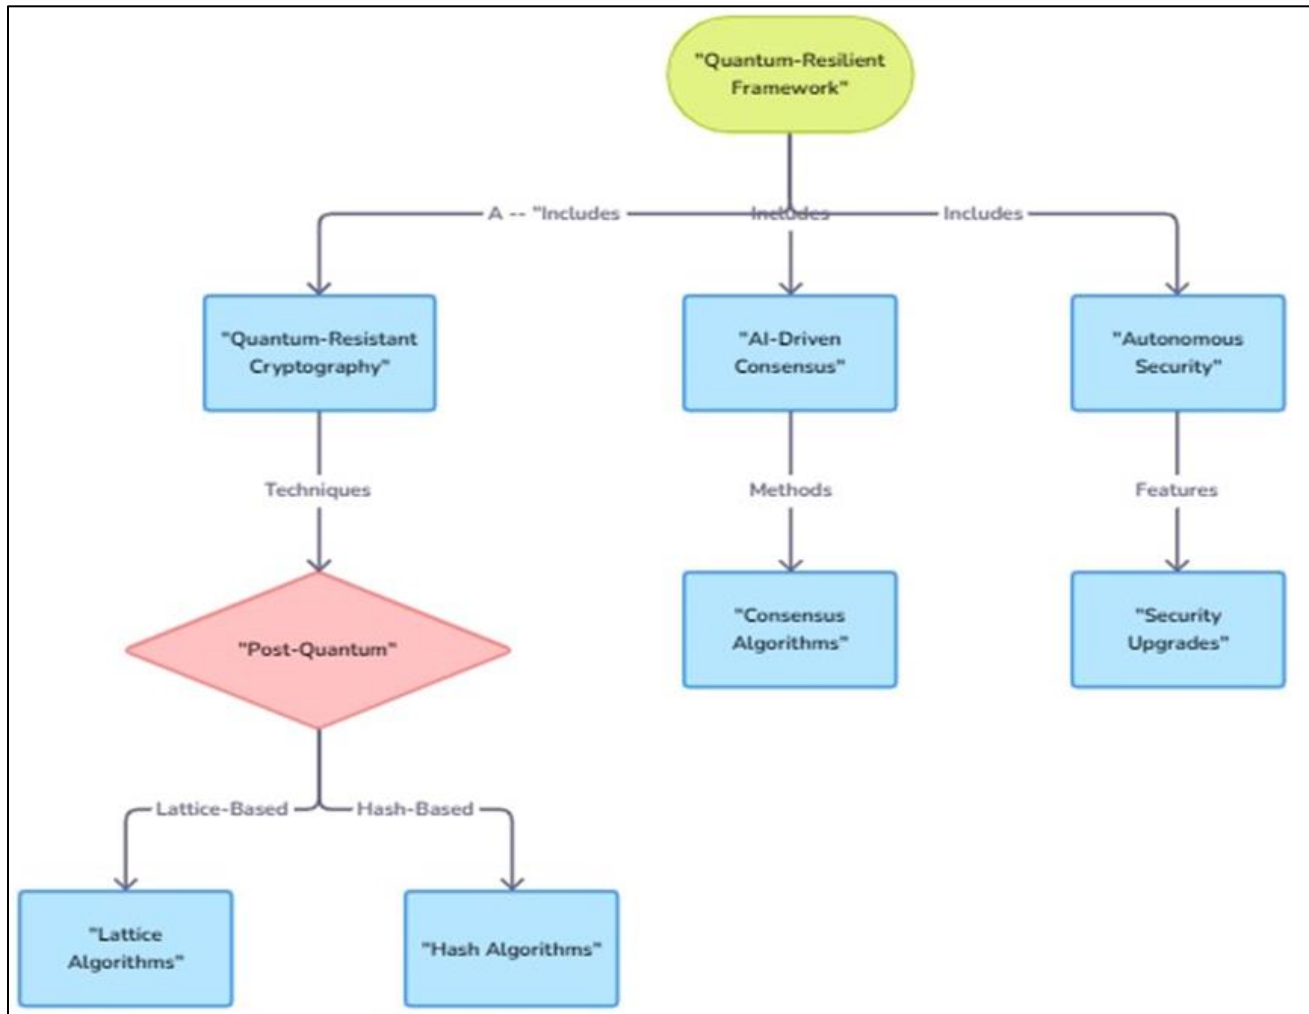 "Quantum-Resilient
Framework"
A -- "Includes
Includes
Includes
"Quantum-Resistant
Cryptography"
"AI-Driven
Consensus"
"Autonomous
Security"
Techniques
Methods
Features
"Post-Quantum"
"Consensus
Algorithms"
"Security
Upgrades"
Lattice-Based
Hash-Based
"Lattice
Algorithms"
"Hash Algorithms"